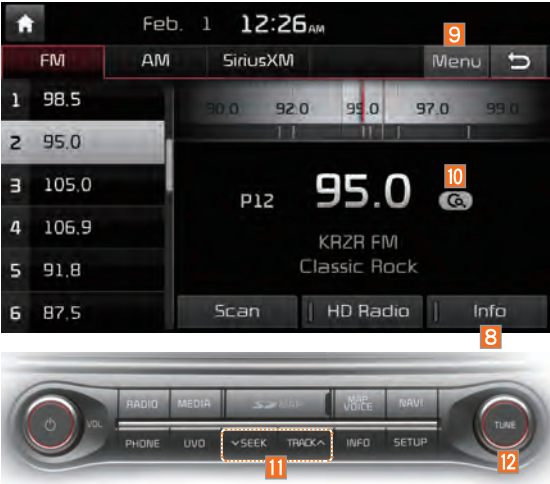 Feb. 1 12:26 AM
9
FM AM SiriusXM Menu
1 98.5
90.0 92.0 95.0 97.0 99.0
2 95.0
3 105.0
10
P12 95.0
4 106.9
KRZR FM
5 91.8
Classic Rock
6 87.5
Scan HD Radio Info
8
RADIO MEDIA MAP MAP VOICE NAVI
VOL
TUNE
PHONE UVO SEEK TRACK INFO SETUP
11
12